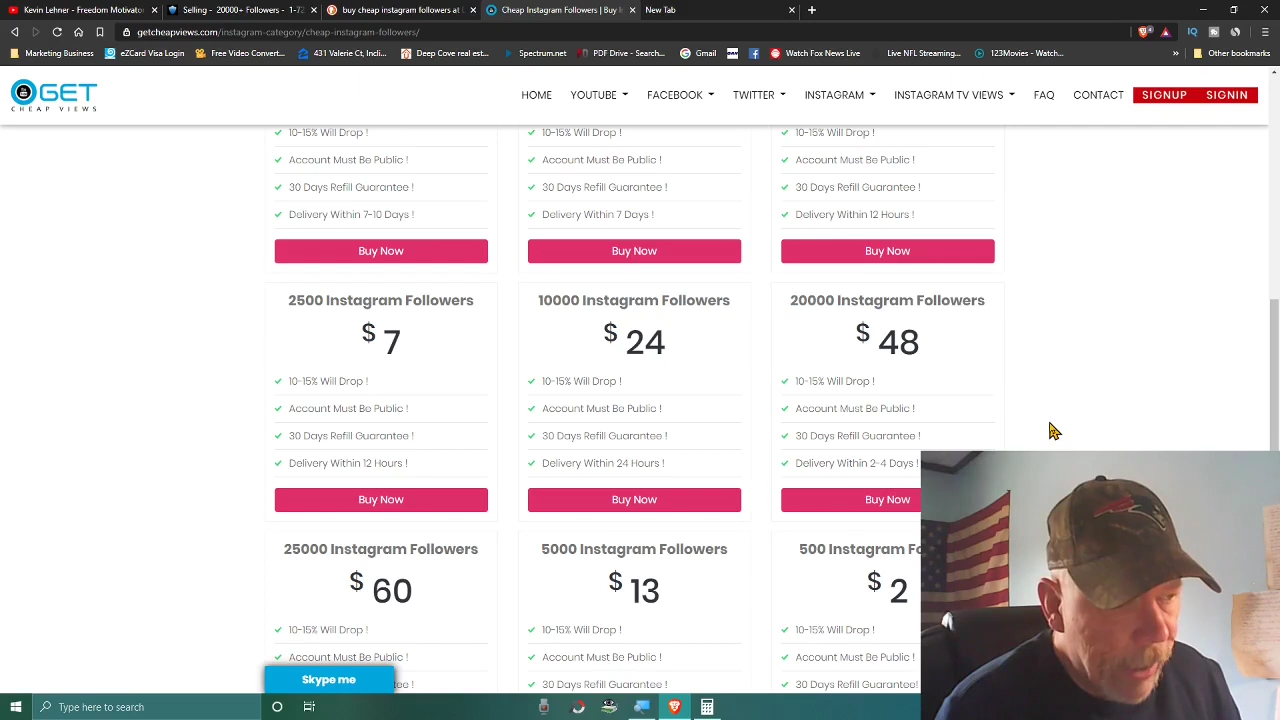 Kevin Lehner - Freedom Motivator
Selling - 20000+ Followers - 1-72
buy cheap instagram followers at
Cheap Instagram Followers | Buy
New Tab
getcheapviews.com/instagram-category/cheap-instagram-followers/
Marketing Business
eZCard Visa Login
Free Video Convert...
431 Valerie Ct, Incli...
Deep Cove real est...
Spectrum.net
PDF Drive - Search...
Gmail
Watch Fox News Live
Live NFL Streaming...
123Movies - Watch...
Other bookmarks
GET
CHEAP VIEWS
HOME
YOUTUBE
FACEBOOK
TWITTER
INSTAGRAM
INSTAGRAM TV VIEWS
FAQ
CONTACT
SIGNUP
SIGNIN
10-15% Will Drop !
Account Must Be Public !
30 Days Refill Guarantee !
Delivery Within 7-10 Days !
Buy Now
10-15% Will Drop !
Account Must Be Public !
30 Days Refill Guarantee !
Delivery Within 7 Days !
Buy Now
10-15% Will Drop !
Account Must Be Public !
30 Days Refill Guarantee !
Delivery Within 12 Hours !
Buy Now
2500 Instagram Followers
$ 7
10-15% Will Drop !
Account Must Be Public !
30 Days Refill Guarantee !
Delivery Within 12 Hours !
Buy Now
10000 Instagram Followers
$ 24
10-15% Will Drop !
Account Must Be Public !
30 Days Refill Guarantee !
Delivery Within 24 Hours !
Buy Now
20000 Instagram Followers
$ 48
10-15% Will Drop !
Account Must Be Public !
30 Days Refill Guarantee !
Delivery Within 2-4 Days !
Buy Now
25000 Instagram Followers
$ 60
10-15% Will Drop !
Account Must Be Public !
tee !
5000 Instagram Followers
$ 13
10-15% Will Drop !
Account Must Be Public !
30 Days Refill Guarantee !
500 Instagram Fo
$ 2
10-15% Will Drop !
Account Must Be Public !
30 Days Refill Guarantee !
Skype me
Type here to search